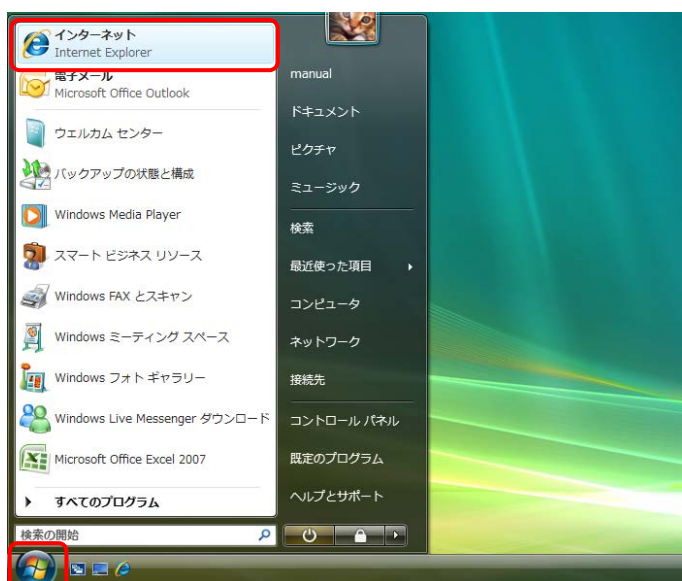 インターネット
Internet Explorer
電子メール
Microsoft Office Outlook
ウェルカム センター
バックアップの状態と構成
Windows Media Player
スマート ビジネス リソース
Windows FAX とスキャン
Windows ミーティング スペース
Windows フォト ギャラリー
Windows Live Messenger ダウンロード
Microsoft Office Excel 2007
すべてのプログラム
検索の開始
manual
ドキュメント
ピクチャ
ミュージック
検索
最近使った項目
コンピュータ
ネットワーク
接続先
コントロール パネル
既定のプログラム
ヘルプとサポート